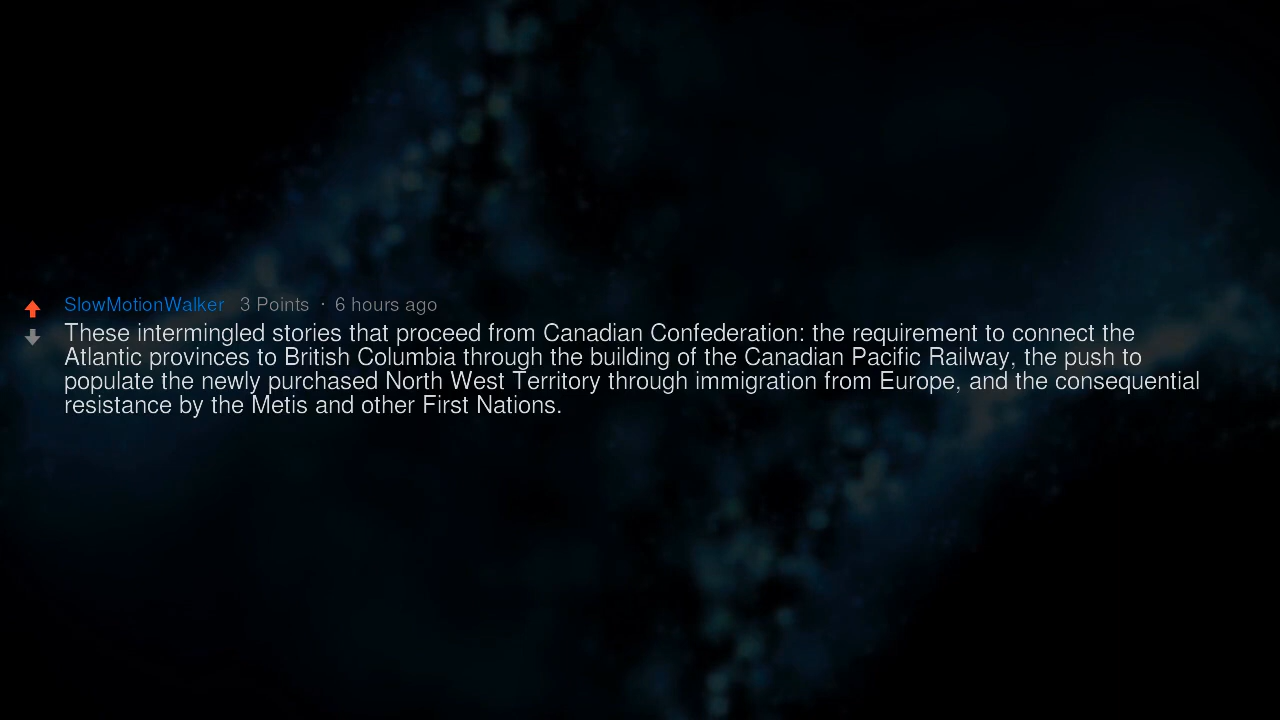 SlowMotionWalker 3 Points · 6 hours ago
These intermingled stories that proceed from Canadian Confederation: the requirement to connect the
Atlantic provinces to British Columbia through the building of the Canadian Pacific Railway, the push to
populate the newly purchased North West Territory through immigration from Europe, and the consequential
resistance by the Metis and other First Nations.